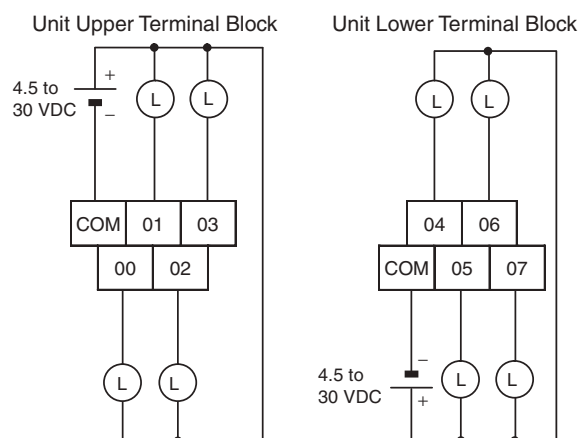 Unit Upper Terminal Block
+
4.5 to
30 VDC
−
L
L
COM 01 03
00 02
L
L
Unit Lower Terminal Block
L
L
04 06
COM 05 07
4.5 to
30 VDC
−
+
L
L